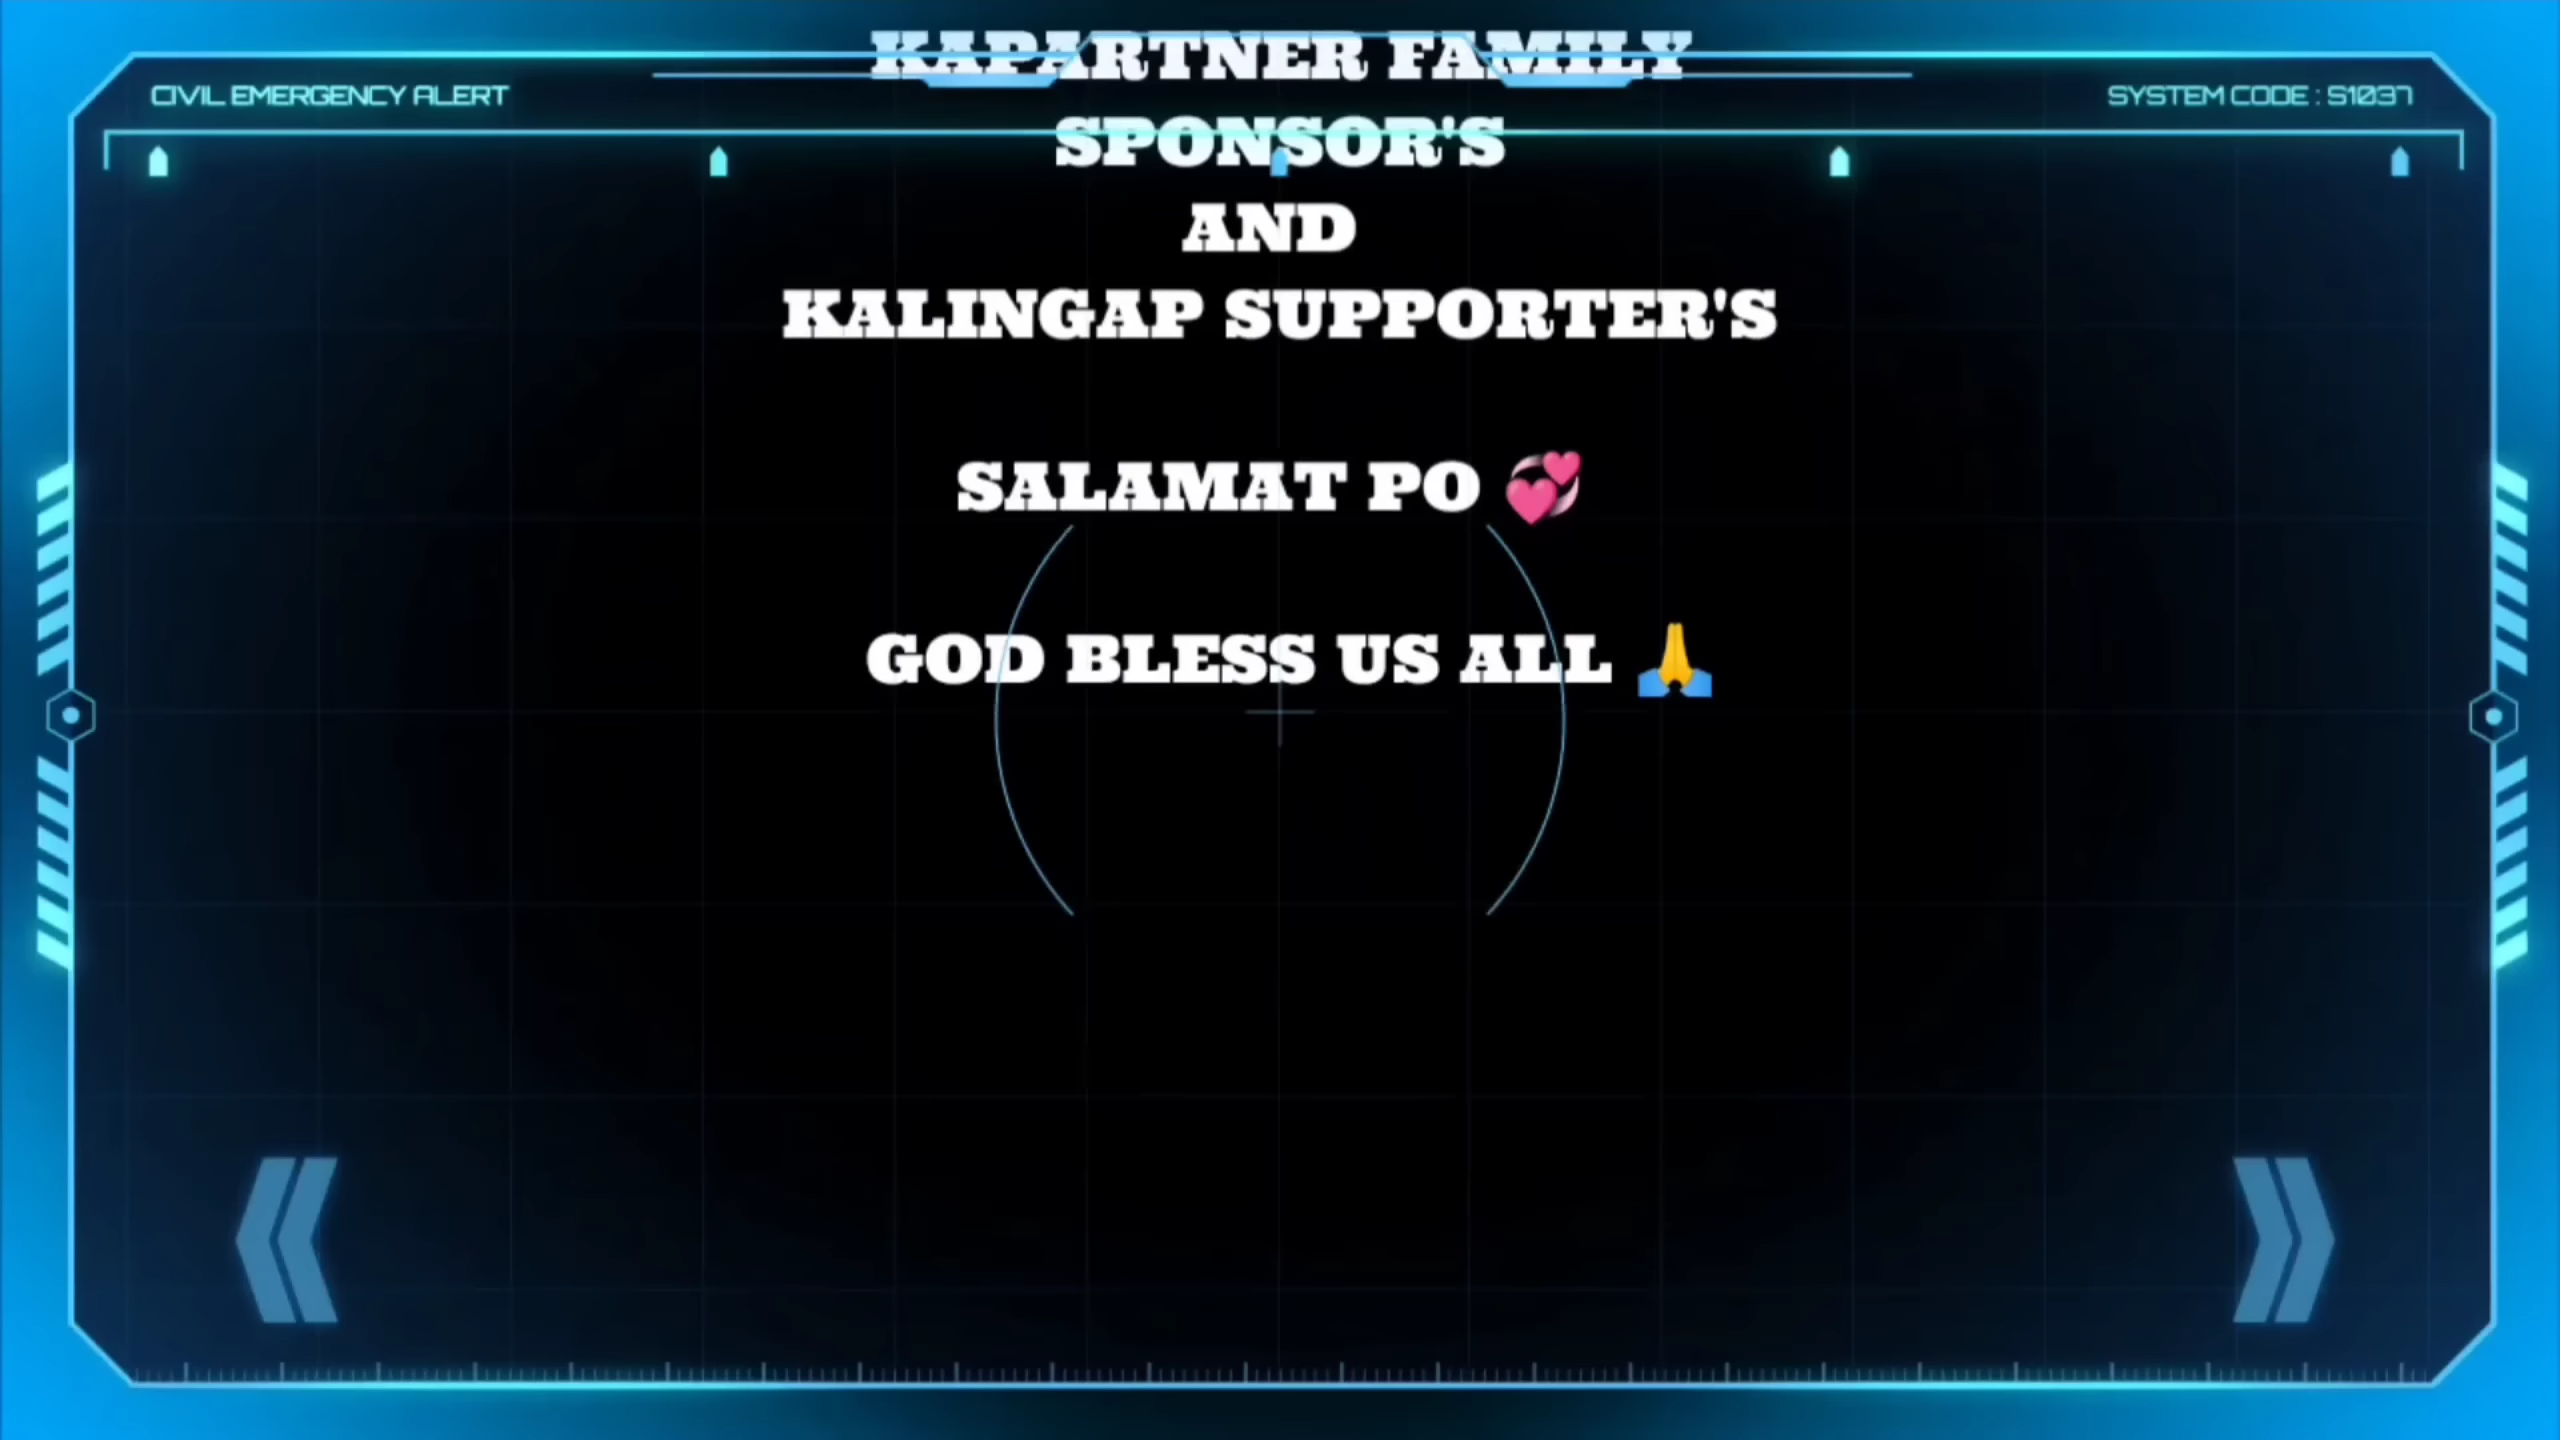 KAPARTNER FAMILY
CIVIL EMERGENCY ALERT
SYSTEM CODE : S1037
SPONSOR'S
AND
KALINGAP SUPPORTER'S
SALAMAT PO 💞
GOD BLESS US ALL 🙏